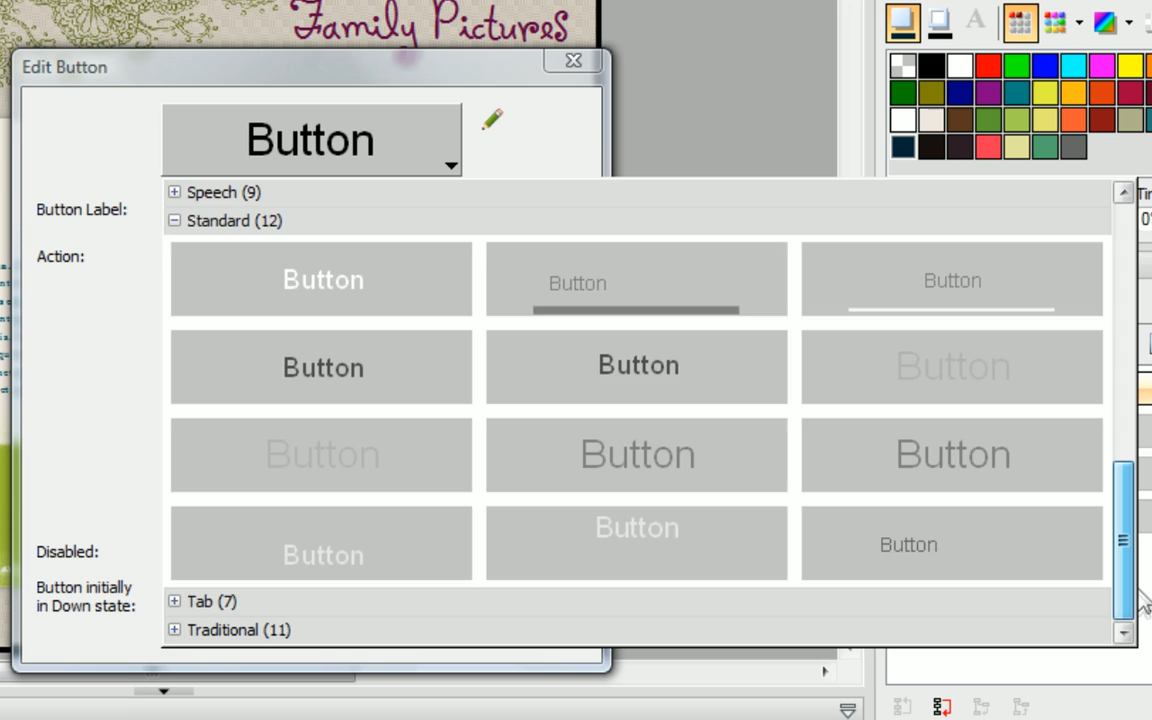 Family Pictures
Edit Button
Button
Button Label:
Speech (9)
Standard (12)
Action:
Button
Button
Button
Button
Button
Button
Button
Button
Button
Button
Button
Button
Disabled:
Button initially
in Down state:
Tab (7)
Traditional (11)